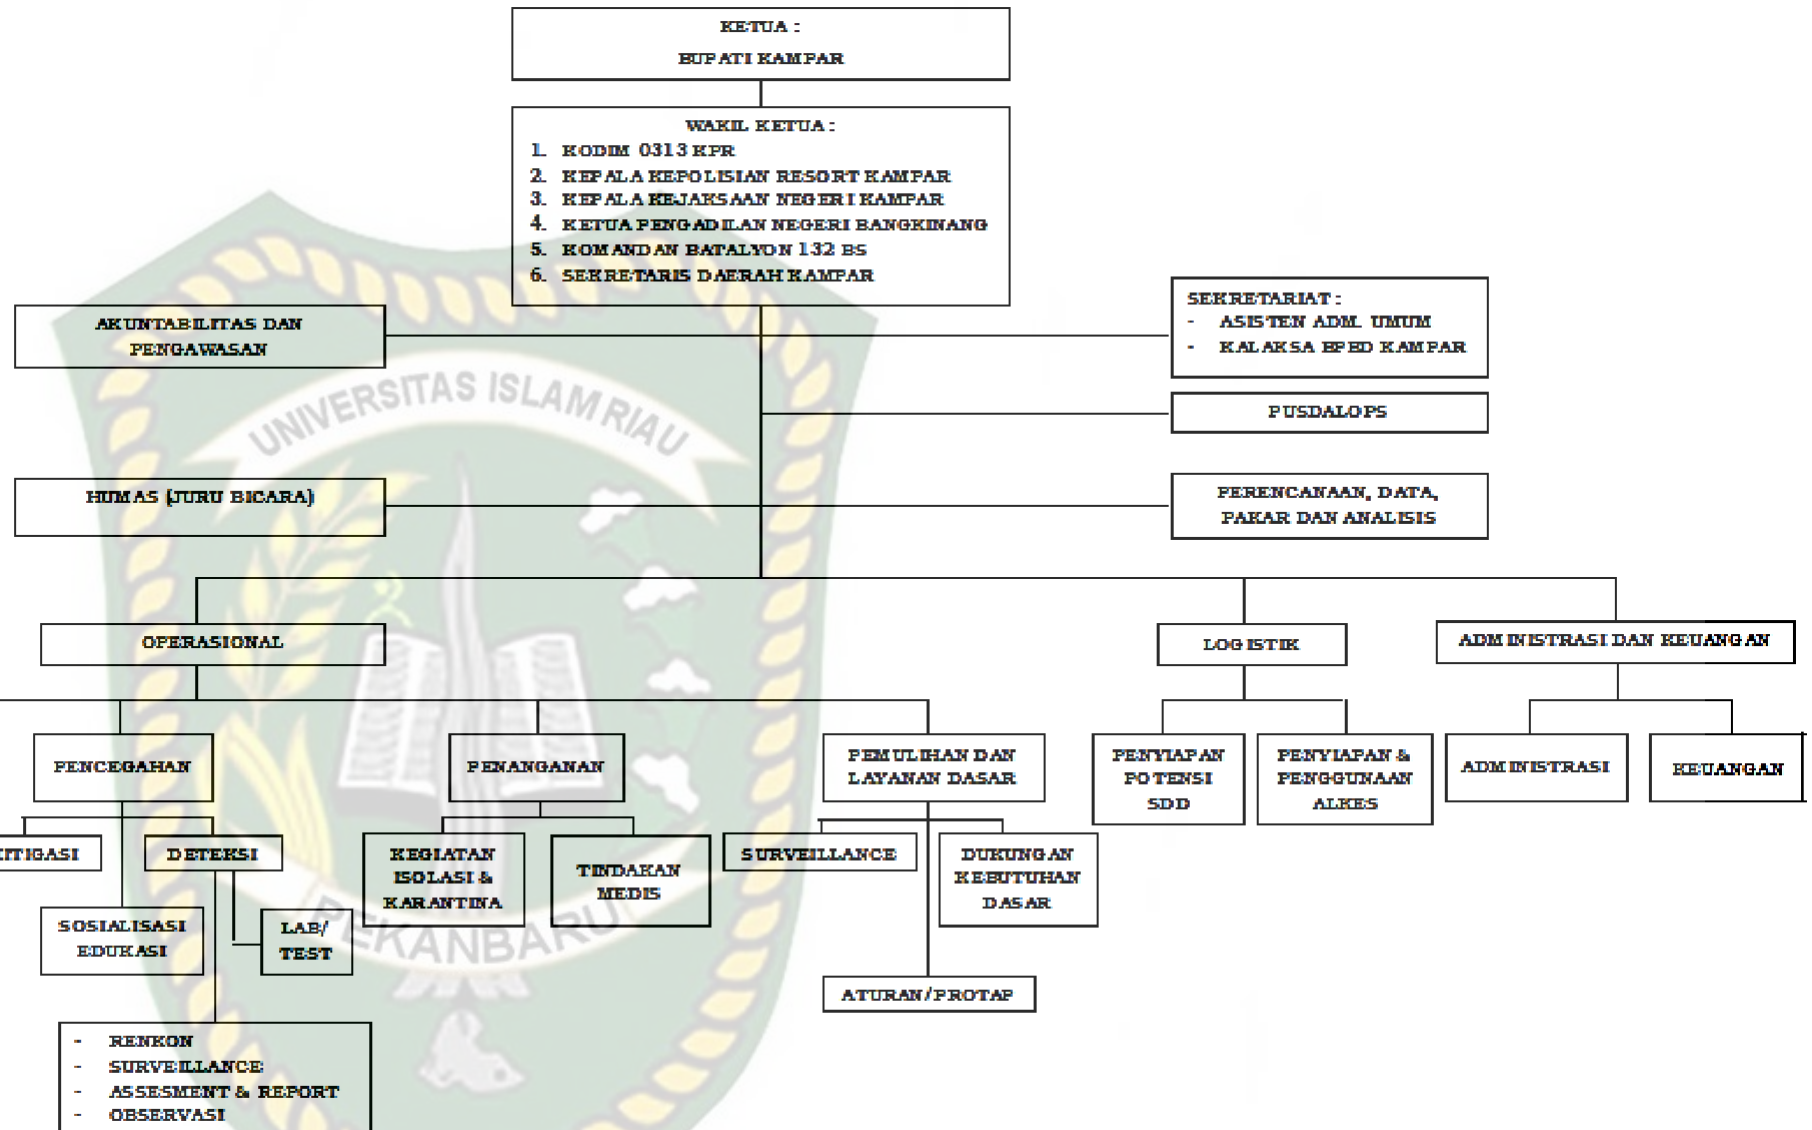 KETUA :
BUPATI KAMPAR
WAKIL KETUA :
1. KODIM 0313 KPR
2. KEPALA KEPOLISIAN RESORT KAMPAR
3. KEPALA KEJAKSAAN NEGERI KAMPAR
4. KETUA PENGADILAN NEGERI BANGKINANG
5. KOMANDAN BATALYON 132 BS
6. SEKRETARIS DAERAH KAMPAR
AKUNTABILITAS DAN
PENGAWASAN
SEKRETARIAT :
- ASISTEN ADM. UMUM
- KALAKSA BPBD KAMPAR
UNIVERSITAS ISLAM RIAU
PUSDALOPS
HUMAS (JURU BICARA)
PERENCANAAN, DATA,
PAKAR DAN ANALISIS
OPERASIONAL
LOGISTIK
ADMINISTRASI DAN KEUANGAN
PENCEGAHAN
PENANGANAN
PEMULIHAN DAN
LAYANAN DASAR
PENYIAPAN
POTENSI
SDD
PENYIAPAN &
PENGGUNAAN
ALKES
ADMINISTRASI
KEUANGAN
ITIGASI
DETEKSI
KEGIATAN
ISOLASI &
KARANTINA
TINDAKAN
MEDIS
SURVEILLANCE
DUKUNGAN
KEBUTUHAN
DASAR
SOSIALISASI
EDUKASI
LAB/
TEST
PEKANBARU
ATURAN/PROTAP
- RENKON
- SURVEILLANCE
- ASSESMENT & REPORT
- OBSERVASI